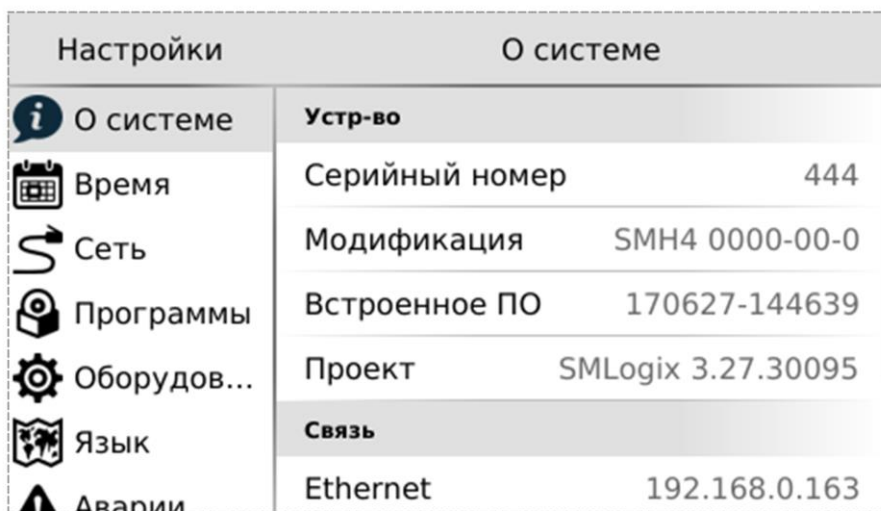 Настройки
О системе
О системе
Время
Сеть
Программы
Оборудов...
Язык
Аварии
Устр-во
Серийный номер 444
Модификация SMH4 0000-00-0
Встроенное ПО 170627-144639
Проект SMLogix 3.27.30095
Связь
Ethernet 192.168.0.163